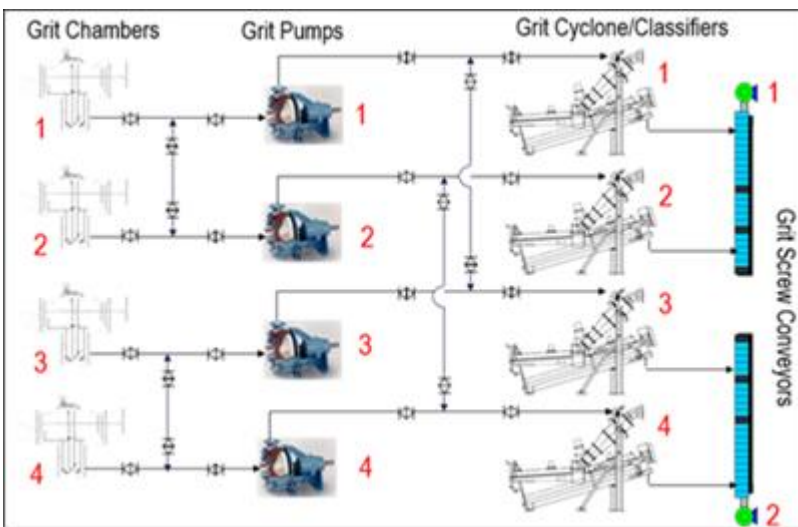 Grit Chambers Grit Pumps Grit Cyclone/Classifiers
1 1 1 1
2 2 2
3 3 3
4 4 4 2
Grit Screw Conveyors